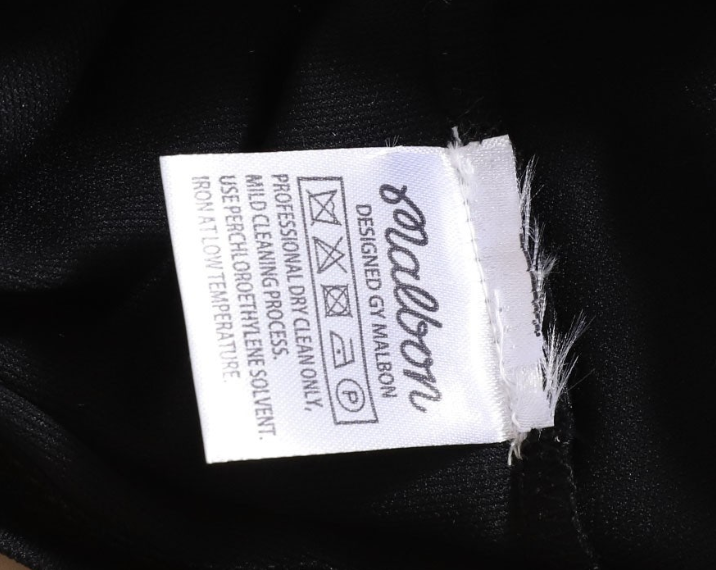 Malbon
DESIGNED GY MALBON
P
PROFESSIONAL DRY CLEAN ONLY,
MILD CLEANING PROCESS.
USE PERCHLOROETHYLENE SOLVENT.
IRON AT LOW TEMPERATURE.